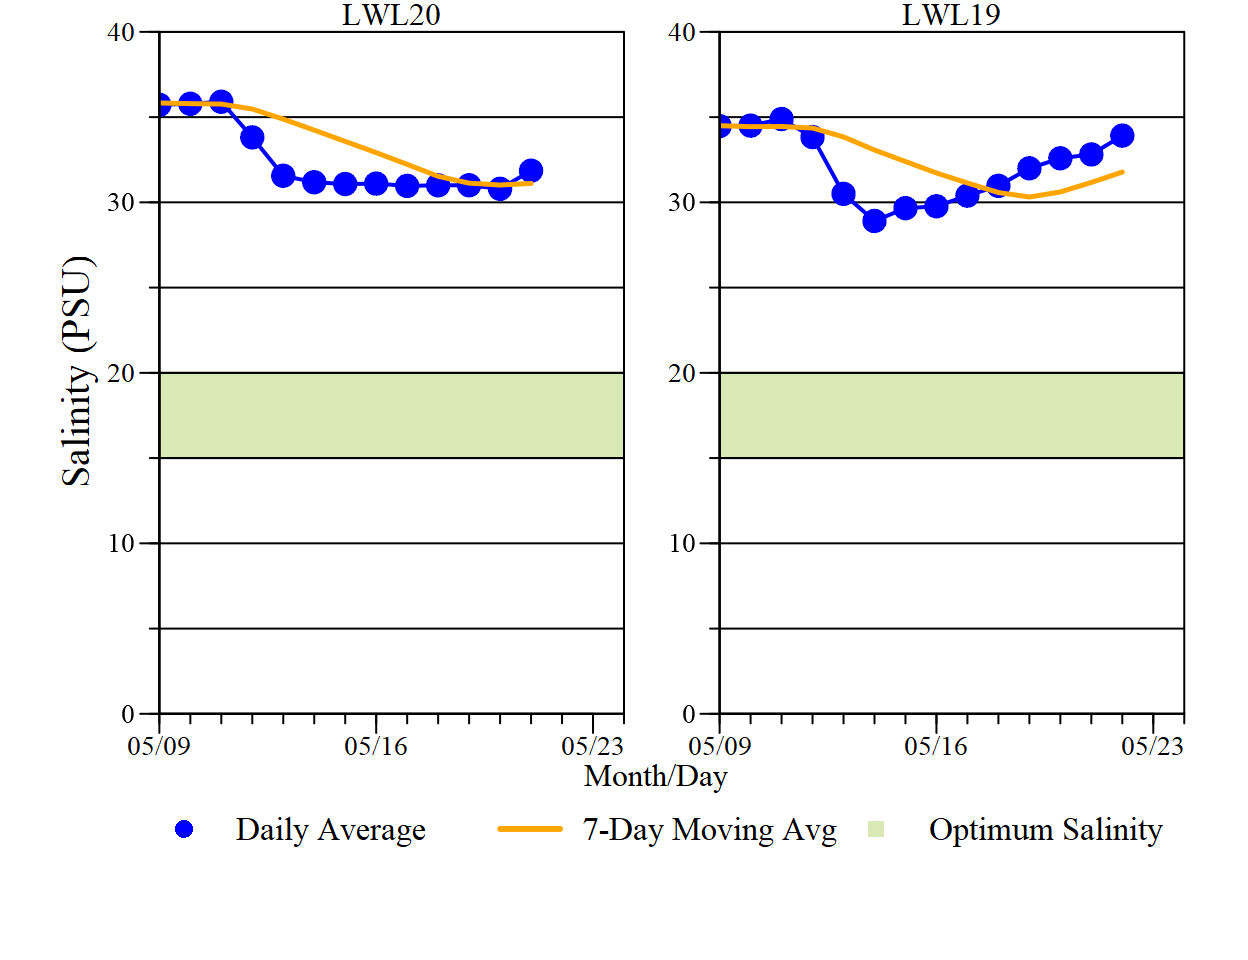 LWL20
LWL19
Salinity (PSU)
40
30
20
10
0
05/09
05/16
05/23
40
30
20
10
0
05/09
05/16
05/23
Month/Day
Daily Average
7-Day Moving Avg
Optimum Salinity